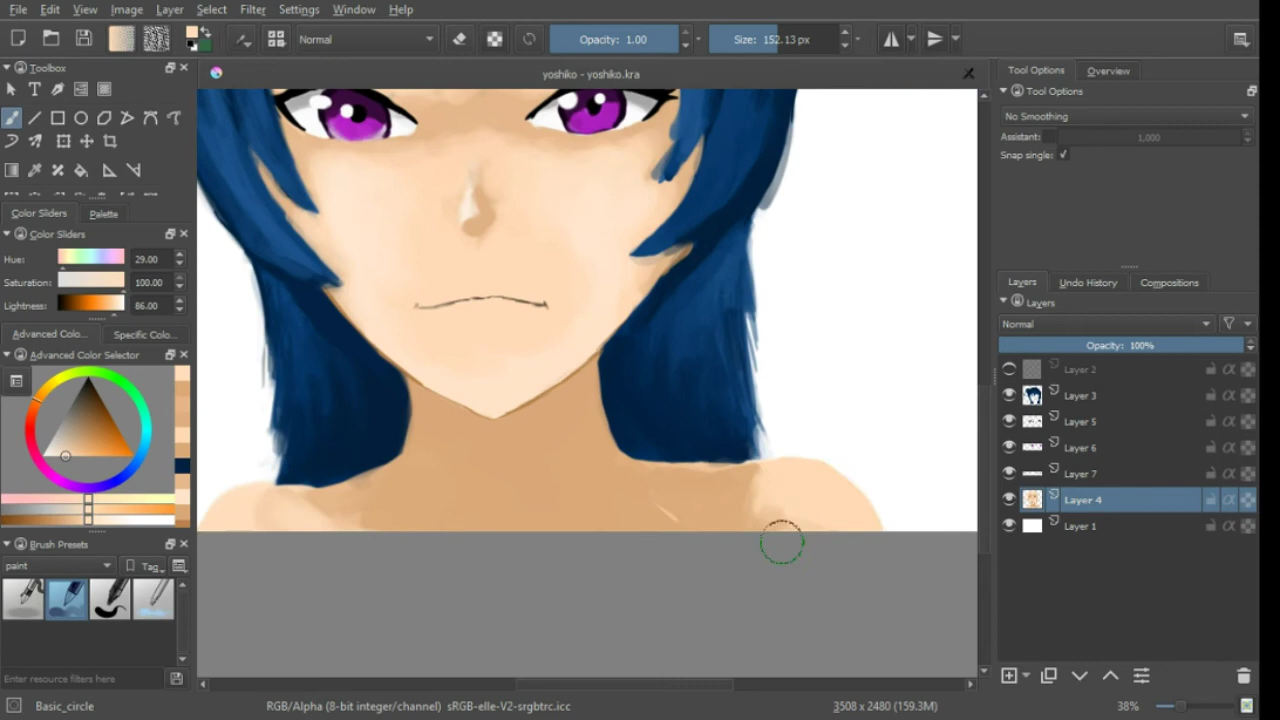 File Edit View Image Layer Select Filter Settings Window Help
Normal Opacity: 1.00 Size: 152.13 px
Toolbox
yoshiko - yoshiko.kra
Tool Options Overview
Tool Options
No Smoothing
Assistant: 1,000
Snap single:
Color Sliders Palette
Color Sliders
Hue: 29.00
Saturation: 100.00
Lightness: 86.00
Advanced Colo... Specific Colo...
Advanced Color Selector
Layers Undo History Compositions
Layers
Normal
Opacity: 100%
Layer 2
Layer 3
Layer 5
Layer 6
Layer 7
Layer 4
Layer 1
Brush Presets
paint Tag
Enter resource filters here
Basic_circle RGB/Alpha (8-bit integer/channel) sRGB-elle-V2-srgbtrc.icc 3508 x 2480 (159.3M) 38%